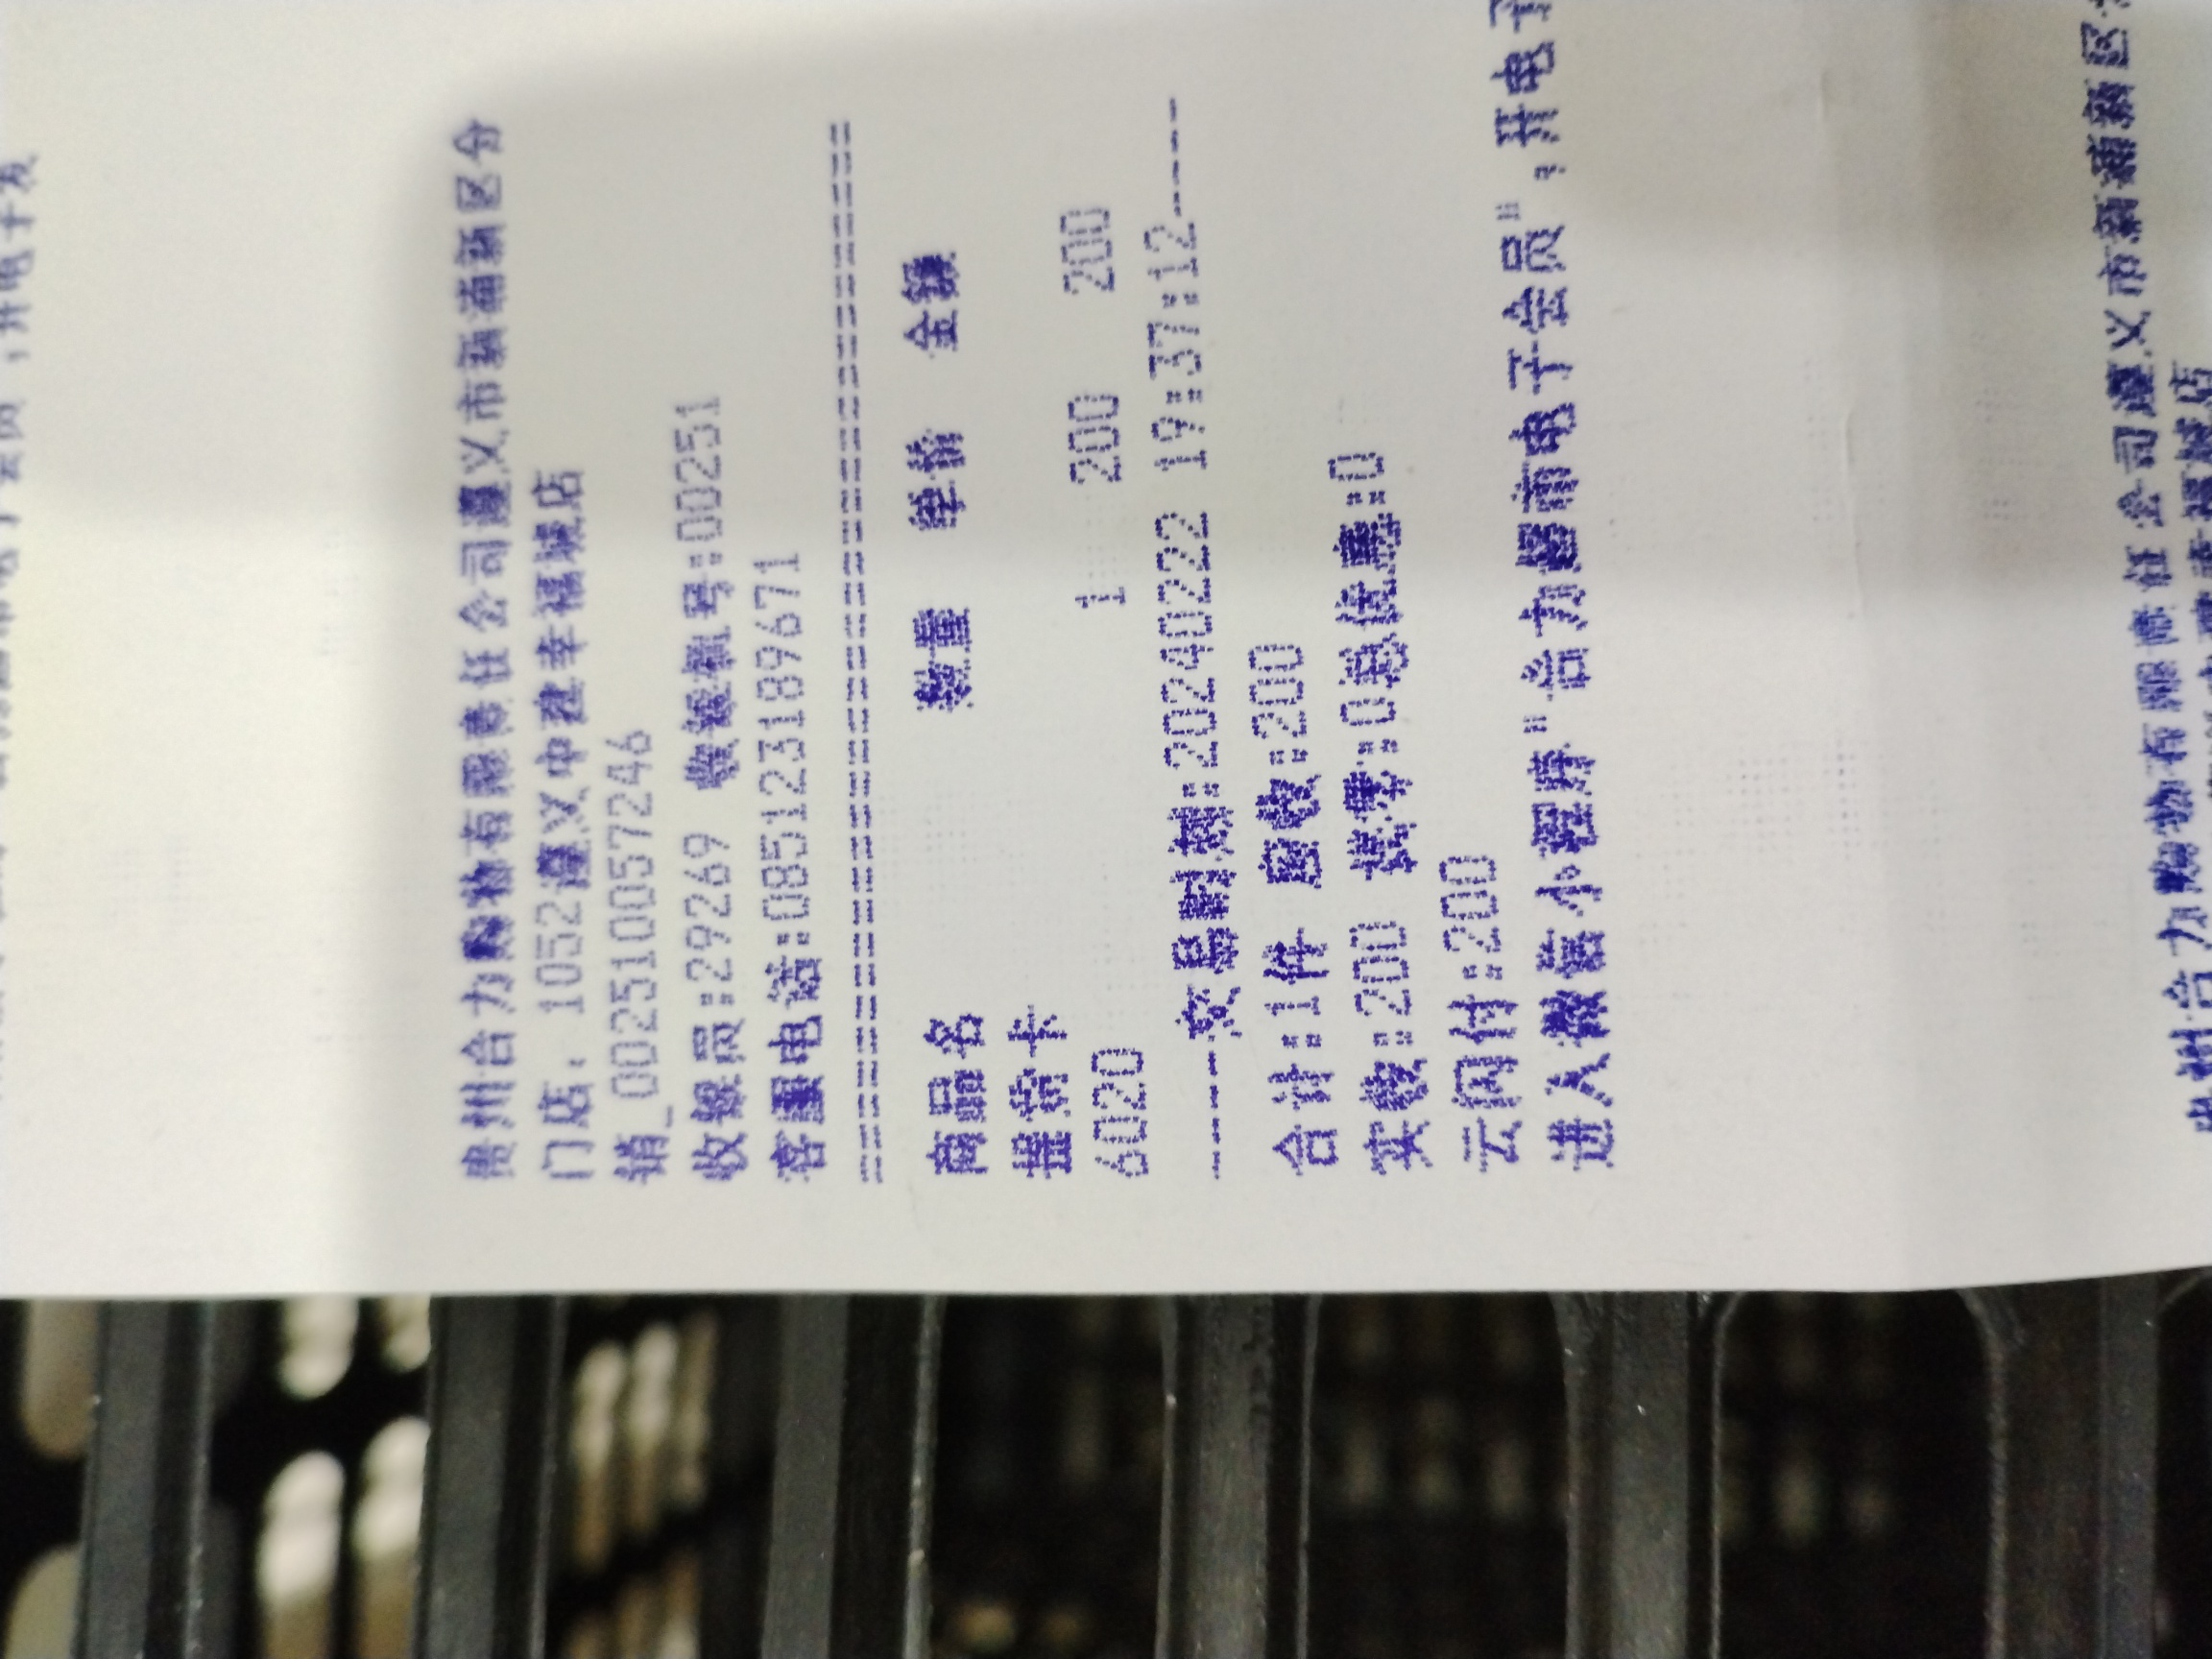 贵州合力购物有限责任公司遵义市新浦新区分
门店: 1052遵义中建幸福城店
销_002510057246
收银员:29269 收银机号:00251
客服电话:085123189671
========================================
商品名 数量 单价 金额
提货卡
6020 1 200 200
-----交易时间:20240222 19:37:12-----
合计:1件 应收:200
实收:200 找零:0总优惠:0
云闪付:200
进入微信小程序"合力超市电子会员",开电子
贵州合力购物有限责任公司遵义市新浦新区